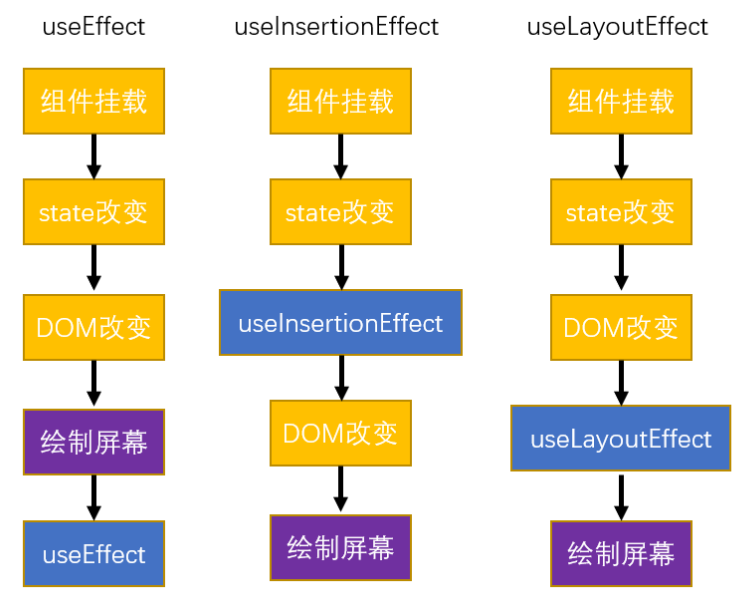 useEffect
组件挂载
state改变
DOM改变
绘制屏幕
useEffect
useInsertionEffect
组件挂载
state改变
useInsertionEffect
DOM改变
绘制屏幕
useLayoutEffect
组件挂载
state改变
DOM改变
useLayoutEffect
绘制屏幕